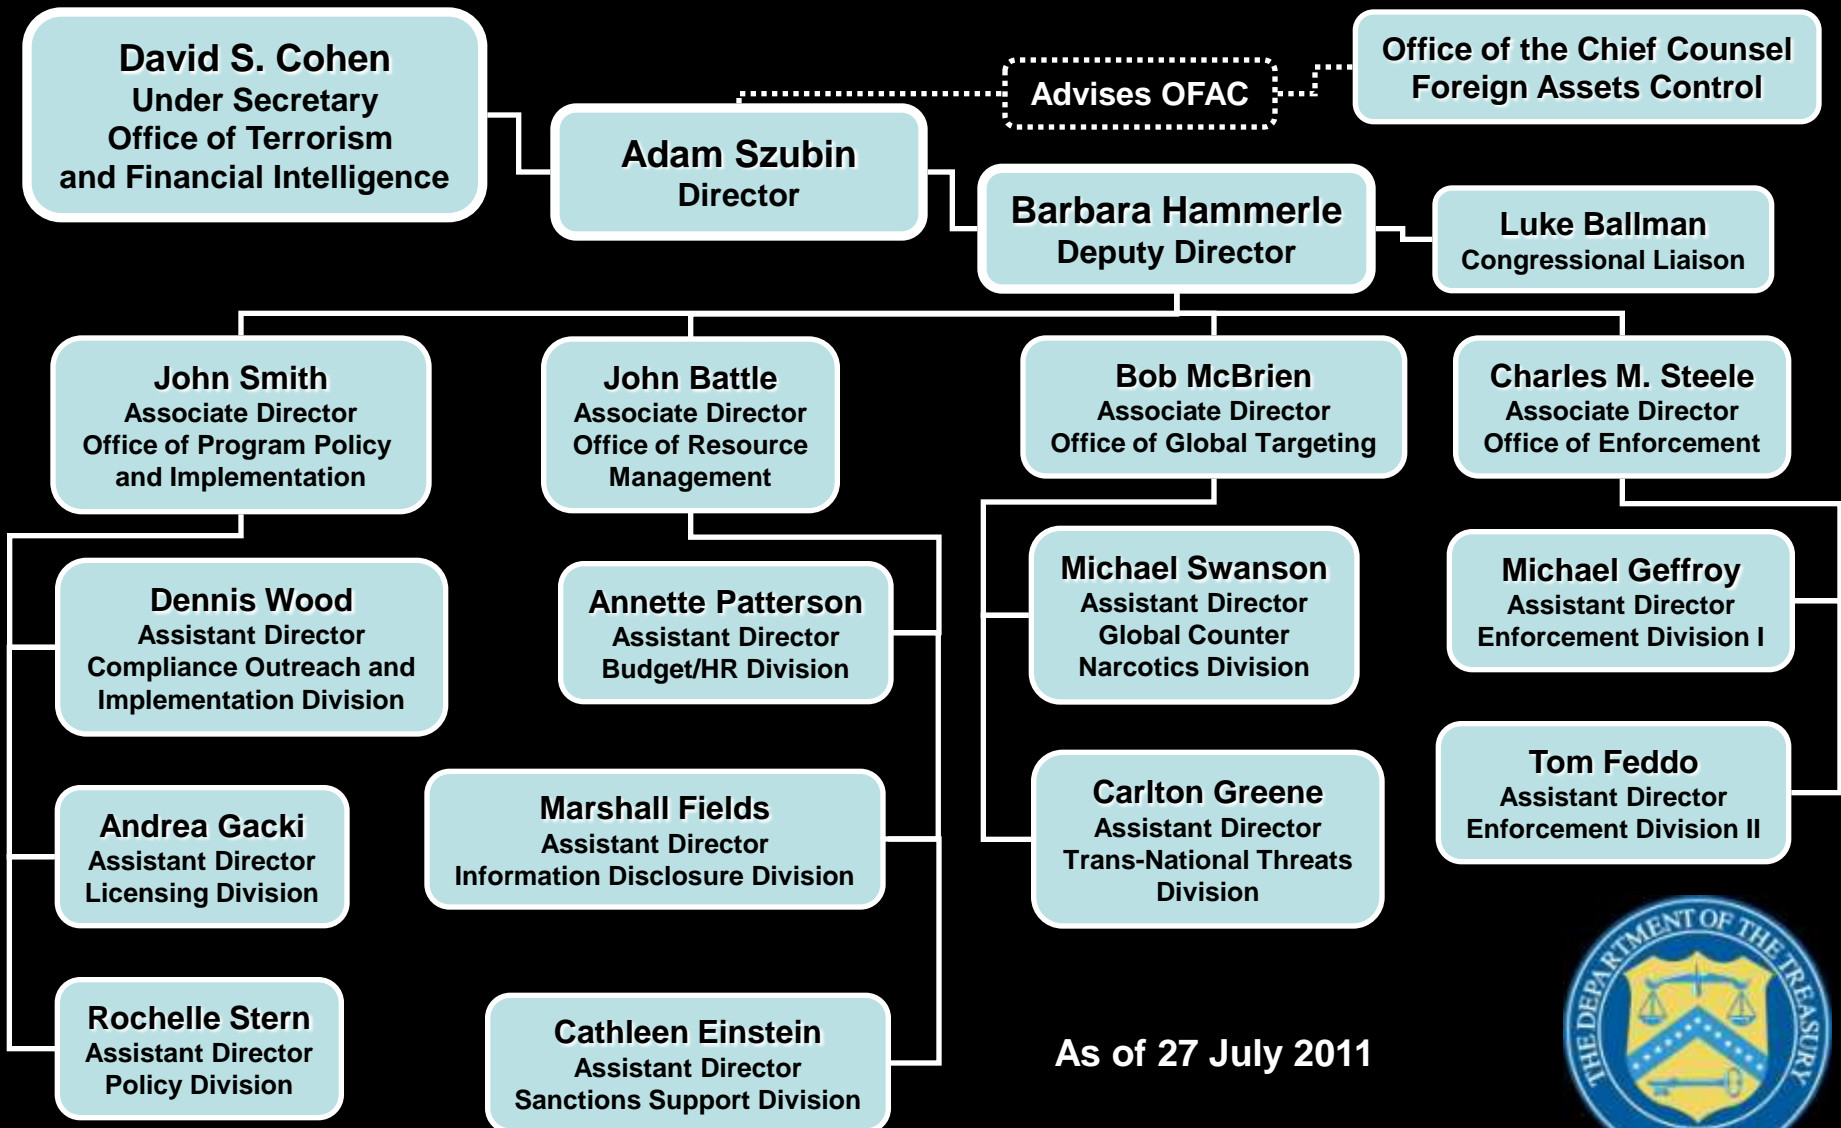 David S. Cohen
Under Secretary
Office of Terrorism
and Financial Intelligence
Adam Szubin
Director
Advises OFAC
Office of the Chief Counsel
Foreign Assets Control
Barbara Hammerle
Deputy Director
Luke Ballman
Congressional Liaison
John Smith
Associate Director
Office of Program Policy
and Implementation
John Battle
Associate Director
Office of Resource
Management
Bob McBrien
Associate Director
Office of Global Targeting
Charles M. Steele
Associate Director
Office of Enforcement
Dennis Wood
Assistant Director
Compliance Outreach and
Implementation Division
Andrea Gacki
Assistant Director
Licensing Division
Rochelle Stern
Assistant Director
Policy Division
Annette Patterson
Assistant Director
Budget/HR Division
Marshall Fields
Assistant Director
Information Disclosure Division
Cathleen Einstein
Assistant Director
Sanctions Support Division
Michael Swanson
Assistant Director
Global Counter
Narcotics Division
Carlton Greene
Assistant Director
Trans-National Threats
Division
Michael Geffroy
Assistant Director
Enforcement Division I
Tom Feddo
Assistant Director
Enforcement Division II
As of 27 July 2011
THE DEPARTMENT OF THE TREASURY